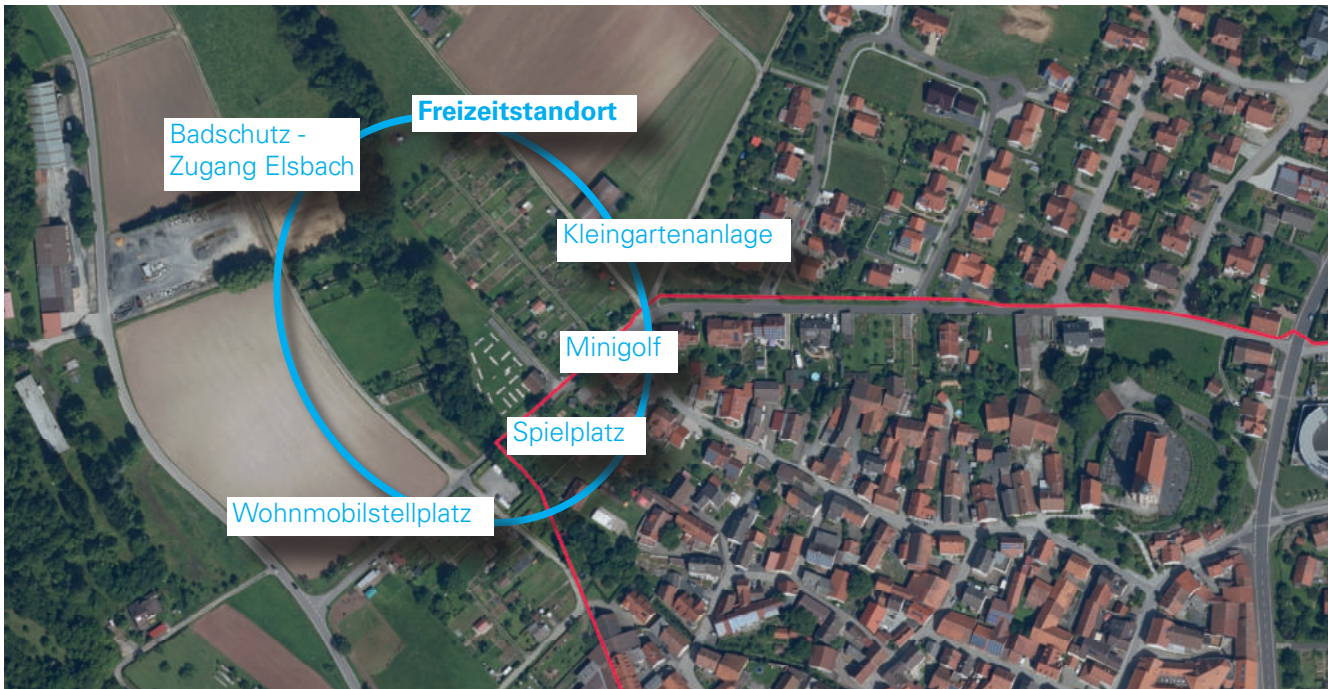 Freizeitstandort
Badschutz -
Zugang Elsbach
Kleingartenanlage
Minigolf
Spielplatz
Wohnmobilstellplatz